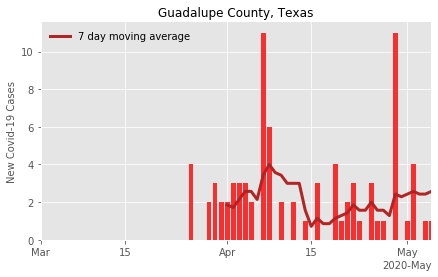 Guadalupe County, Texas
7 day moving average
New Covid-19 Cases
10
8
6
4
2
0
Mar 15 Apr 15 May
2020-May